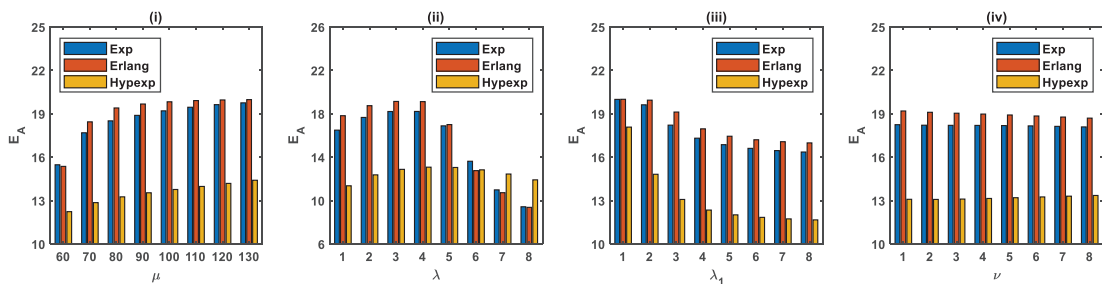 (i)
25
22
19
16
13
10
E_A
Exp
Erlang
Hypexp
60 70 80 90 100 110 120 130
μ
(ii)
26
22
18
14
10
6
E_A
Exp
Erlang
Hypexp
1 2 3 4 5 6 7 8
λ
(iii)
25
22
19
16
13
10
E_A
Exp
Erlang
Hypexp
1 2 3 4 5 6 7 8
λ_1
(iv)
25
22
19
16
13
10
E_A
Exp
Erlang
Hypexp
1 2 3 4 5 6 7 8
ν